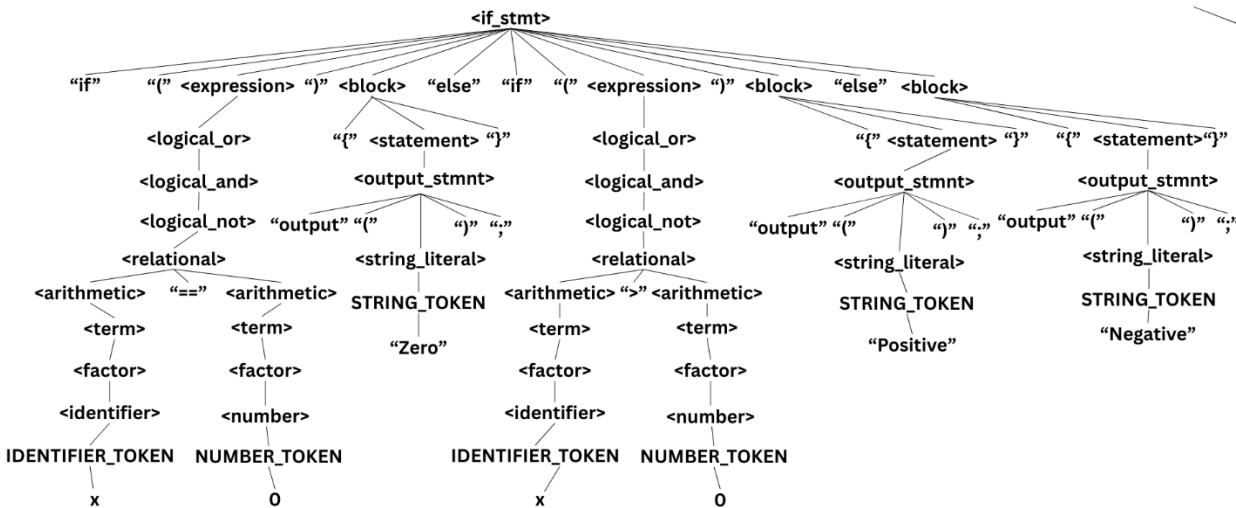 <if_stmt>
“if” “(” <expression> “)” <block> “else” “if” “(” <expression> “)” <block> “else” <block>
<logical_or> “{” <statement> “}” <logical_or> “{” <statement> “}” “{” <statement> “}”
<logical_and> <output_stmnt> <logical_and> <output_stmnt> <output_stmnt>
<logical_not> “output” “(” “)” “;” <logical_not> “output” “(” “)” “;” “output” “(” “)” “;”
<relational> <string_literal> <relational> <string_literal> <string_literal>
<arithmetic> “==” <arithmetic> STRING_TOKEN <arithmetic> “>” <arithmetic> STRING_TOKEN STRING_TOKEN
<term> <term> “Zero” <term> <term> “Positive” “Negative”
<factor> <factor> <factor> <factor>
<identifier> <number> <identifier> <number>
IDENTIFIER_TOKEN NUMBER_TOKEN IDENTIFIER_TOKEN NUMBER_TOKEN
x 0 x 0